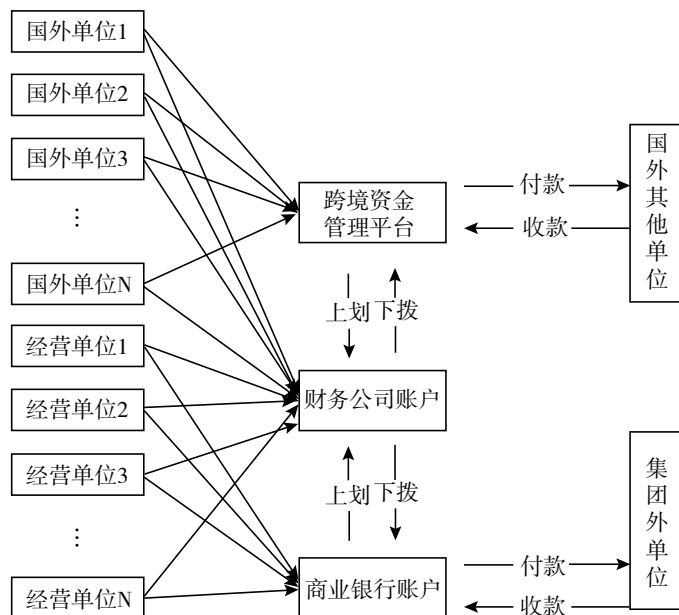 国外单位1
国外单位2
国外单位3
⋮
国外单位N
经营单位1
经营单位2
经营单位3
⋮
经营单位N
跨境资金
管理平台
上划
下拨
财务公司账户
上划
下拨
商业银行账户
付款
收款
国外其他单位
付款
收款
集团外单位